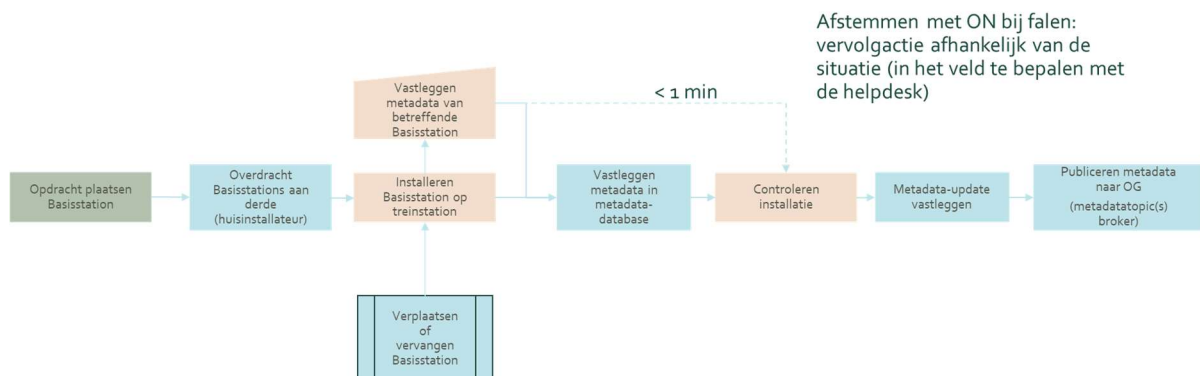 Afstemmen met ON bij falen:
vervolgactie afhankelijk van de
situatie (in het veld te bepalen met
de helpdesk)
Vastleggen
metadata van
betreffende
Basisstation
< 1 min
Opdracht plaatsen
Basisstation
Overdracht
Basisstations aan
derde
(huisinstallateur)
Installeren
Basisstation op
treinstation
Vastleggen
metadata in
metadata-
database
Controleren
installatie
Metadata-update
vastleggen
Publiceren metadata
naar OG
(metadatatopic(s)
broker)
Verplaatsen
of
vervangen
Basisstation